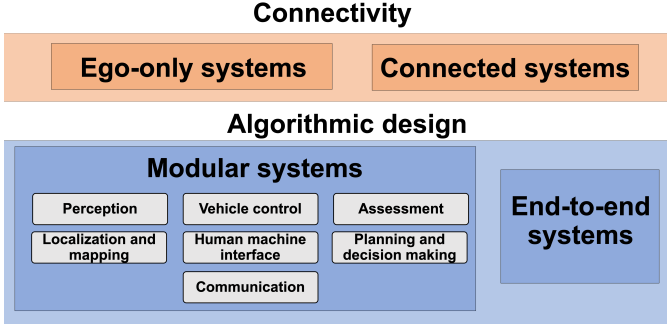 Connectivity
Ego-only systems
Connected systems
Algorithmic design
Modular systems
Perception
Vehicle control
Assessment
Localization and
mapping
Human machine
interface
Planning and
decision making
Communication
End-to-end
systems